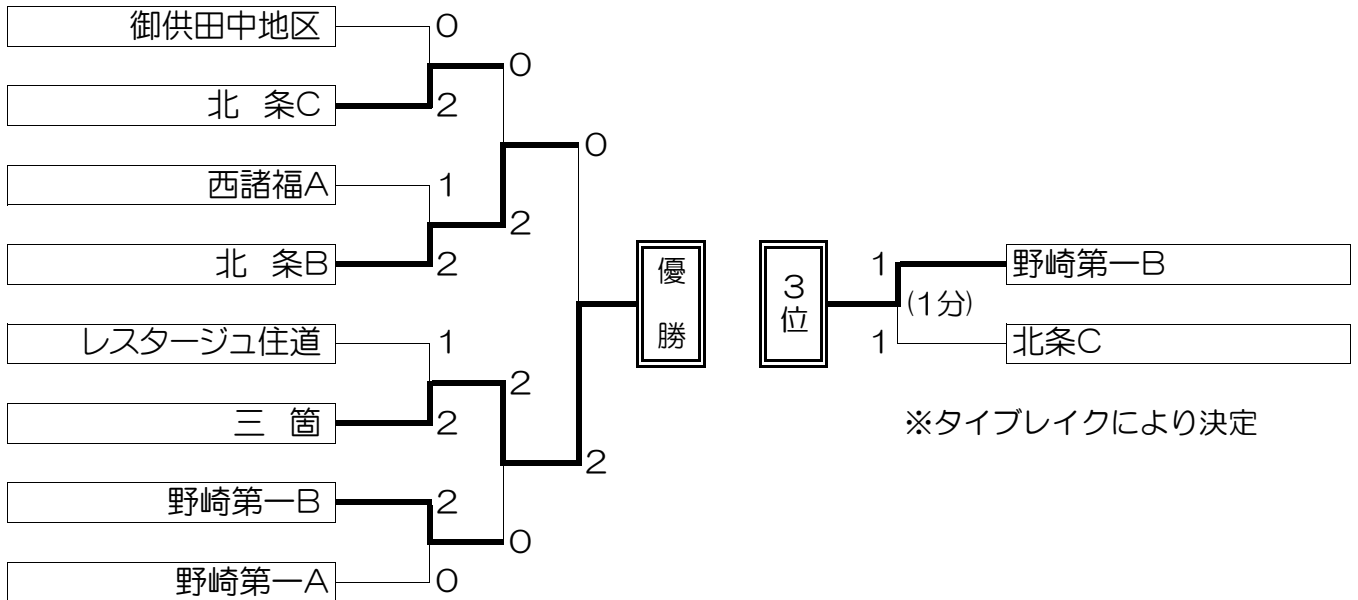 御供田中地区 0
0
北 条C 2
0
西諸福A 1
2
北 条B 2
優勝
3位
1 野崎第一B
(1分)
レスタージュ住道 1
1 北条C
2
三 箇 2
※タイブレイクにより決定
2
野崎第一B 2
0
野崎第一A 0